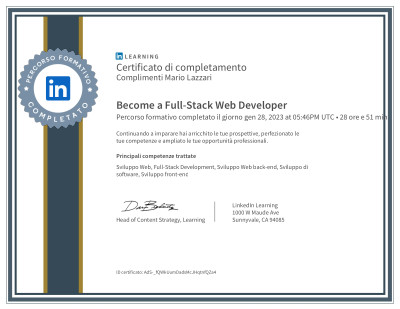 PERCORSO FORMATIVO
in
COMPLETATO
in LEARNING
Certificato di completamento
Complimenti Mario Lazzari
Become a Full-Stack Web Developer
Percorso formativo completato il giorno gen 28, 2023 at 05:46PM UTC • 28 ore e 51 min
Continuando a imparare hai arricchito le tue prospettive, perfezionato le
tue competenze e ampliato le tue opportunità professionali.
Principali competenze trattate
Sviluppo Web, Full-Stack Development, Sviluppo Web back-end, Sviluppo di
software, Sviluppo front-end
Head of Content Strategy, Learning
LinkedIn Learning
1000 W Maude Ave
Sunnyvale, CA 94085
ID certificato: